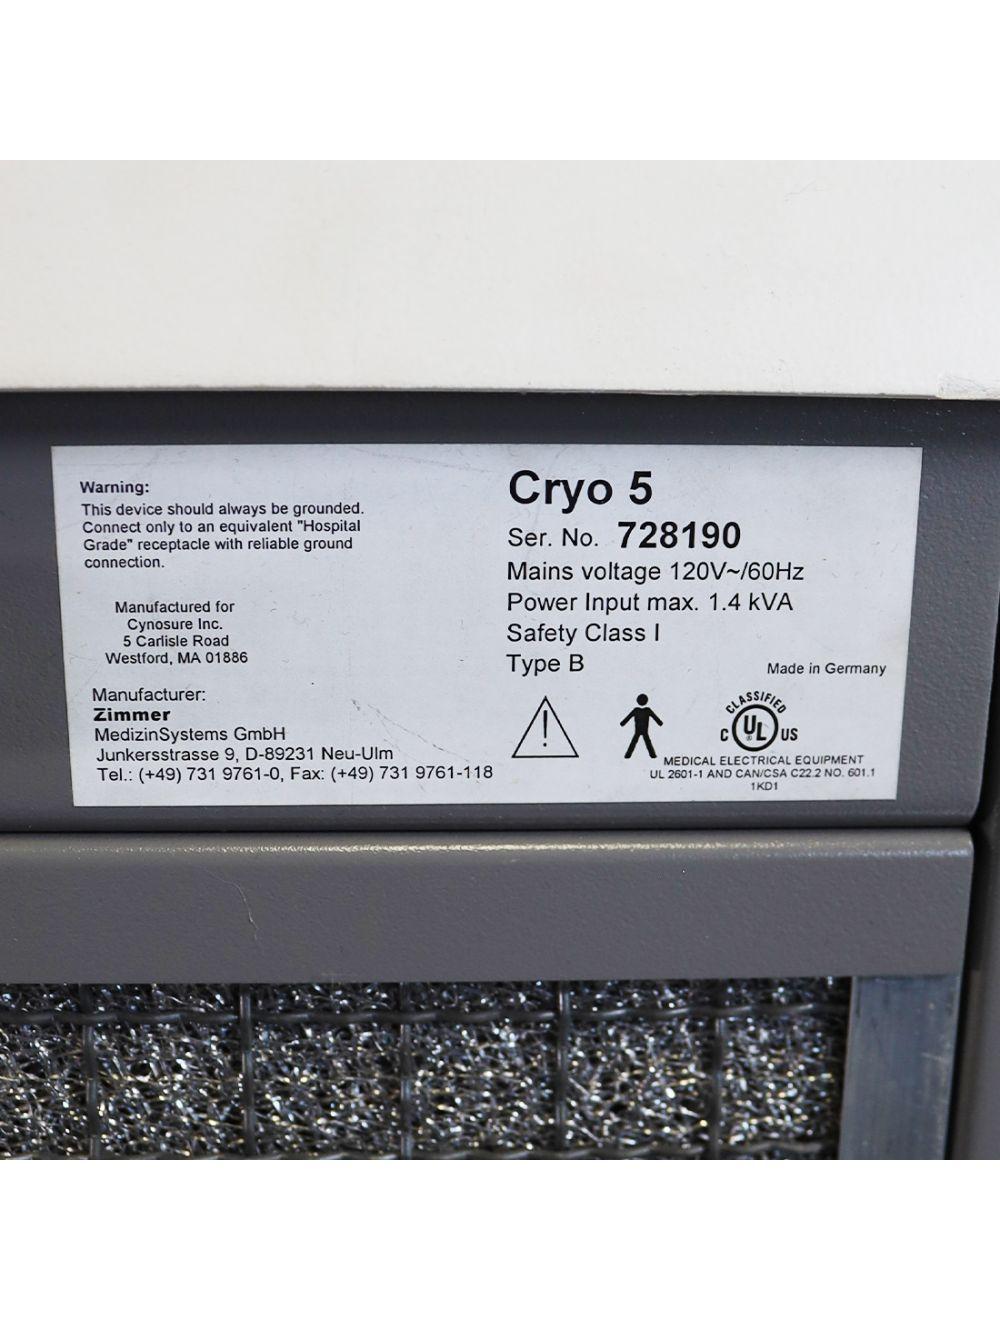 Warning:
This device should always be grounded.
Connect only to an equivalent "Hospital
Grade" receptacle with reliable ground
connection.
Manufactured for
Cynosure Inc.
5 Carlisle Road
Westford, MA 01886
Manufacturer:
Zimmer
MedizinSystems GmbH
Junkersstrasse 9, D-89231 Neu-Ulm
Tel.: (+49) 731 9761-0, Fax: (+49) 731 9761-118
Cryo 5
Ser. No. 728190
Mains voltage 120V~/60Hz
Power Input max. 1.4 kVA
Safety Class I
Type B
Made in Germany
CLASSIFIED
C UL ® US
MEDICAL ELECTRICAL EQUIPMENT
UL 2601-1 AND CAN/CSA C22.2 NO. 601.1
1KD1